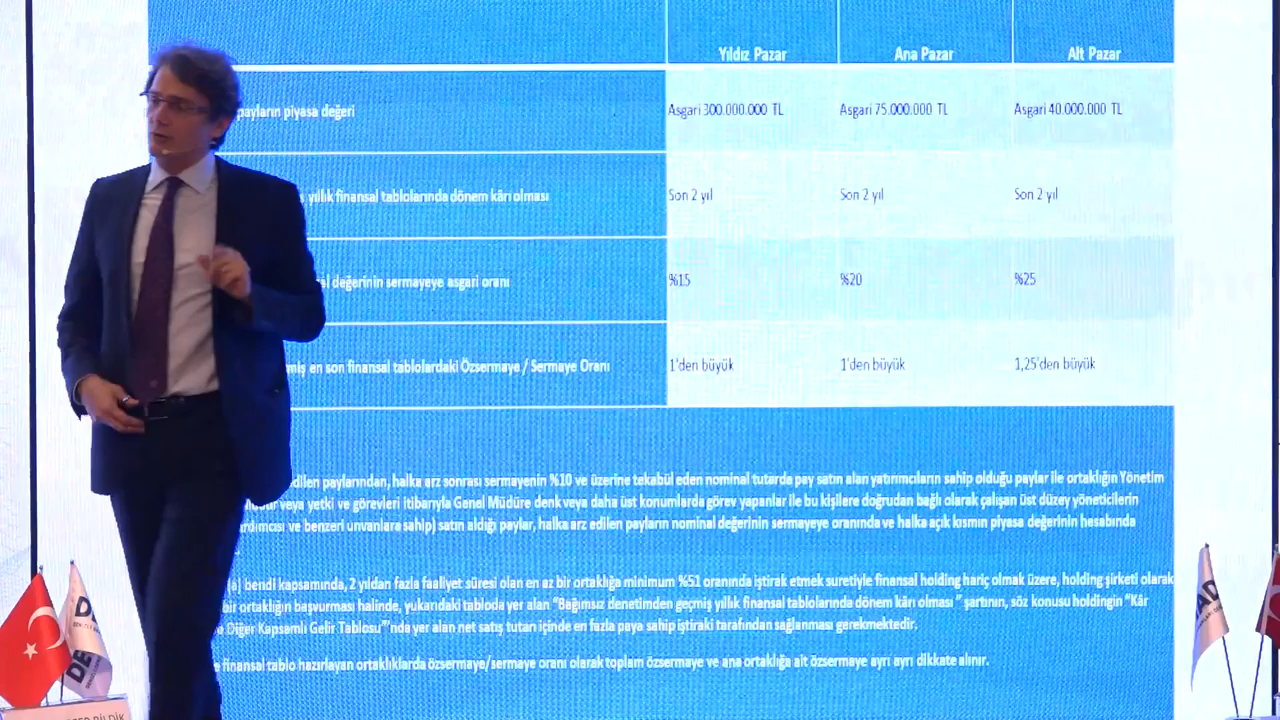 Yıldız Pazar Ana Pazar Alt Pazar
payların piyasa değeri Asgari 300.000.000 TL Asgari 75.000.000 TL Asgari 40.000.000 TL
yıllık finansal tablolarında dönem kârı olması Son 2 yıl Son 2 yıl Son 2 yıl
değerinin sermayeye asgari oranı %15 %20 %25
en son finansal tablolardaki Özsermaye / Sermaye Oranı 1'den büyük 1'den büyük 1,25'den büyük
dilen paylarından, halka arz sonrası sermayenin %10 ve üzerine tekabül eden nominal tutarda pay satın alan yatırımcıların sahip olduğu paylar ile ortaklığın Yönetim
veya yetki ve görevleri itibarıyla Genel Müdüre denk veya daha üst konumlarda görev yapanlar ile bu kişilere doğrudan bağlı olarak çalışan üst düzey yöneticilerin
ve benzeri unvanlara sahip) satın aldığı paylar, halka arz edilen payların nominal değerinin sermayeye oranında ve halka açık kısmın piyasa değerinin hesabında
(a) bendi kapsamında, 2 yıldan fazla faaliyet süresi olan en az bir ortaklığa minimum %51 oranında iştirak etmek suretiyle finansal holding hariç olmak üzere, holding şirketi olarak
bir ortaklığın başvurması halinde, yukarıdaki tabloda yer alan "Bağımsız denetimden geçmiş yıllık finansal tablolarında dönem kârı olması " şartının, söz konusu holdingin "Kâr
Diğer Kapsamlı Gelir Tablosu"'nda yer alan net satış tutarı içinde en fazla paya sahip iştiraki tarafından sağlanması gerekmektedir.
finansal tablo hazırlayan ortaklıklarda özsermaye/sermaye oranı olarak toplam özsermaye ve ana ortaklığa ait özsermaye ayrı ayrı dikkate alınır.
BİLDİK